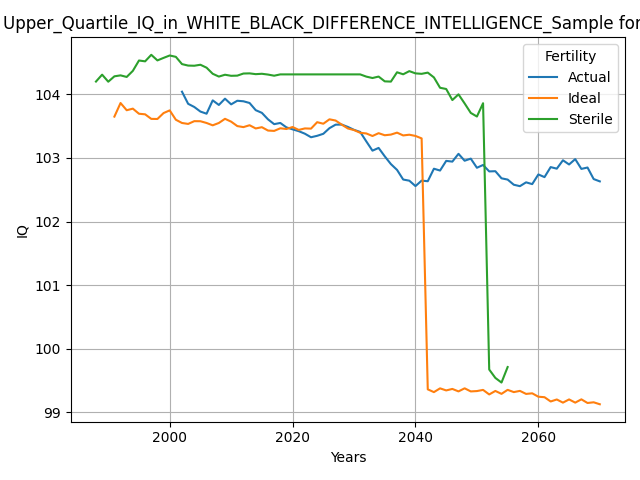 Upper_Quartile_IQ_in_WHITE_BLACK_DIFFERENCE_INTELLIGENCE_Sample for
Fertility
Actual
Ideal
Sterile
IQ
104
103
102
101
100
99
2000 2020 2040 2060
Years